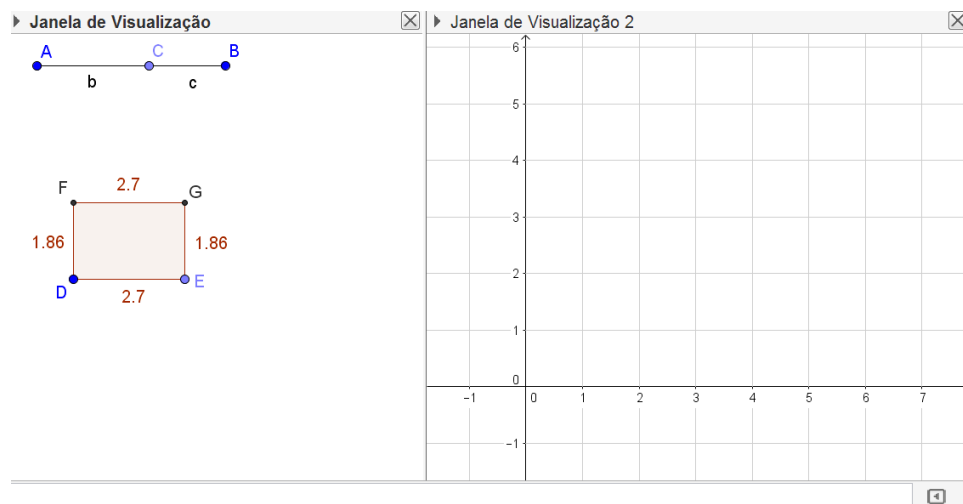 Janela de Visualização
A C B
b c
F 2.7 G
1.86 1.86
D 2.7 E
Janela de Visualização 2
6
5
4
3
2
1
0
−1 0 1 2 3 4 5 6 7
−1